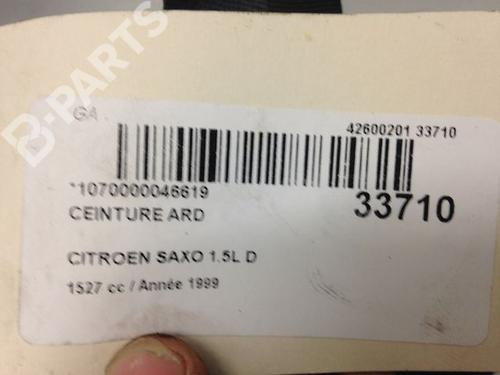 B-PARTS
GA
42600201 33710
*1070000046619
33710
CEINTURE ARD
CITROEN SAXO 1.5L D
1527 cc / Année 1999